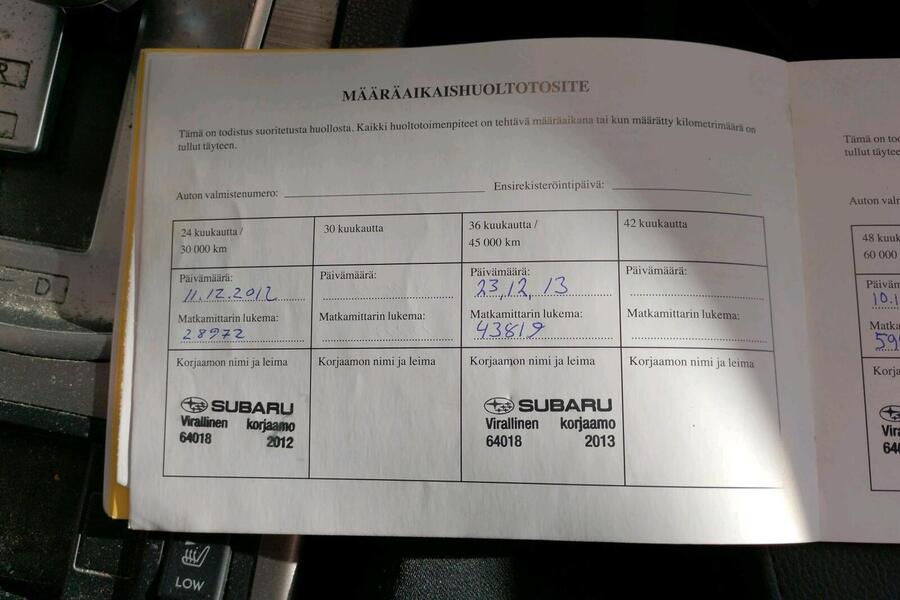 MÄÄRÄAIKAISHUOLTOTOSITE
Tämä on todistus suoritetusta huollosta. Kaikki huoltotoimenpiteet on tehtävä määräaikana tai kun määrätty kilometrimäärä on
tullut täyteen.
Auton valmistenumero:
Ensirekisteröintipäivä:
24 kuukautta /
30 000 km
30 kuukautta
36 kuukautta /
45 000 km
42 kuukautta
Päivämäärä:
11.12.2012
Päivämäärä:
Päivämäärä:
23,12, 13
Päivämäärä:
Matkamittarin lukema:
28972
Matkamittarin lukema:
Matkamittarin lukema:
43819
Matkamittarin lukema:
Korjaamon nimi ja leima
Korjaamon nimi ja leima
Korjaamon nimi ja leima
Korjaamon nimi ja leima
SUBARU
Virallinen korjaamo
64018 2012
SUBARU
Virallinen korjaamo
64018 2013
Tämä on
tullut
Auton
48
60 000
R
D
LOW